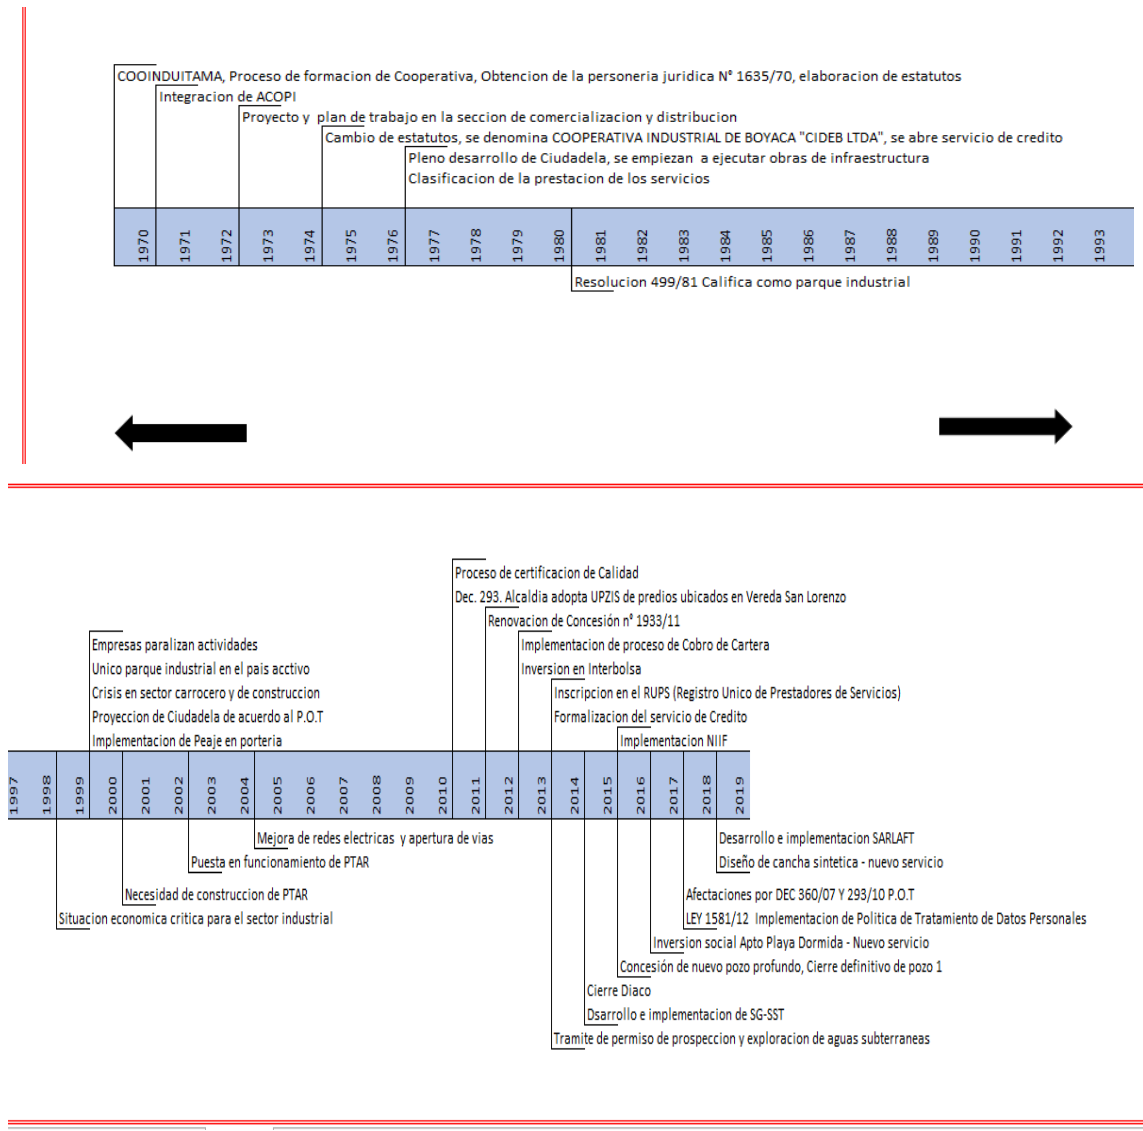 COOINDUITAMA, Proceso de formacion de Cooperativa, Obtencion de la personeria juridica N° 1635/70, elaboracion de estatutos
Integracion de ACOPI
Proyecto y plan de trabajo en la seccion de comercializacion y distribucion
Cambio de estatutos, se denomina COOPERATIVA INDUSTRIAL DE BOYACA "CIDEB LTDA", se abre servicio de credito
Pleno desarrollo de Ciudadela, se empiezan a ejecutar obras de infraestructura
Clasificacion de la prestacion de los servicios
1970 1971 1972 1973 1974 1975 1976 1977 1978 1979 1980 1981 1982 1983 1984 1985 1986 1987 1988 1989 1990 1991 1992 1993
Resolucion 499/81 Califica como parque industrial
Proceso de certificacion de Calidad
Dec. 293. Alcaldia adopta UPZIS de predios ubicados en Vereda San Lorenzo
Renovacion de Concesión n° 1933/11
Empresas paralizan actividades
Implementacion de proceso de Cobro de Cartera
Unico parque industrial en el pais acctivo
Inversion en Interbolsa
Crisis en sector carrocero y de construccion
Inscripcion en el RUPS (Registro Unico de Prestadores de Servicios)
Proyeccion de Ciudadela de acuerdo al P.O.T
Formalizacion del servicio de Credito
Implementacion de Peaje en porteria
Implementacion NIIF
1997 1998 1999 2000 2001 2002 2003 2004 2005 2006 2007 2008 2009 2010 2011 2012 2013 2014 2015 2016 2017 2018 2019
Mejora de redes electricas y apertura de vias
Desarrollo e implementacion SARLAFT
Puesta en funcionamiento de PTAR
Diseño de cancha sintetica - nuevo servicio
Necesidad de construccion de PTAR
Afectaciones por DEC 360/07 Y 293/10 P.O.T
Situacion economica critica para el sector industrial
LEY 1581/12 Implementacion de Politica de Tratamiento de Datos Personales
Inversion social Apto Playa Dormida - Nuevo servicio
Concesión de nuevo pozo profundo, Cierre definitivo de pozo 1
Cierre Diaco
Dsarrollo e implementacion de SG-SST
Tramite de permiso de prospeccion y exploracion de aguas subterraneas